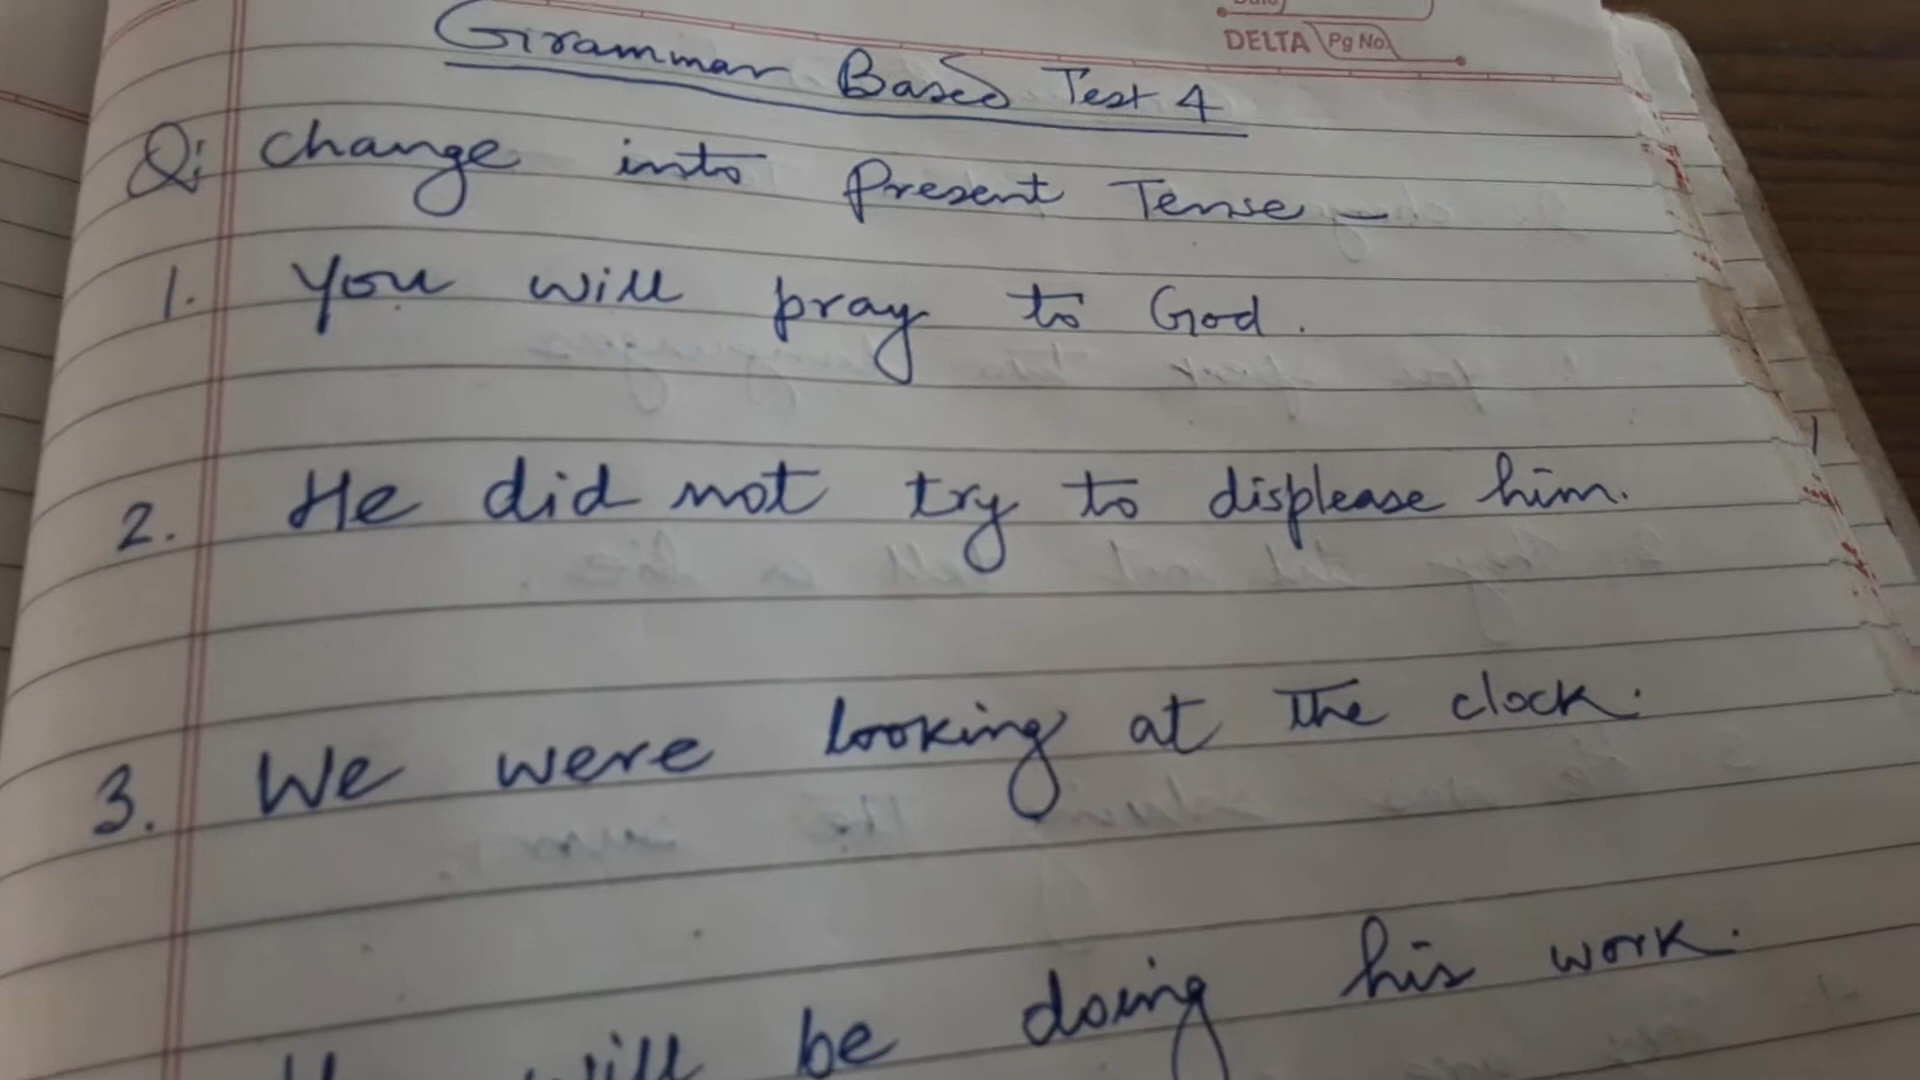 DELTA Pg No.
Grammar Based Test 4
Q: change into Present Tense -
1. You will pray to God.
2. He did not try to displease him.
3. We were looking at the clock.
will be doing his work.